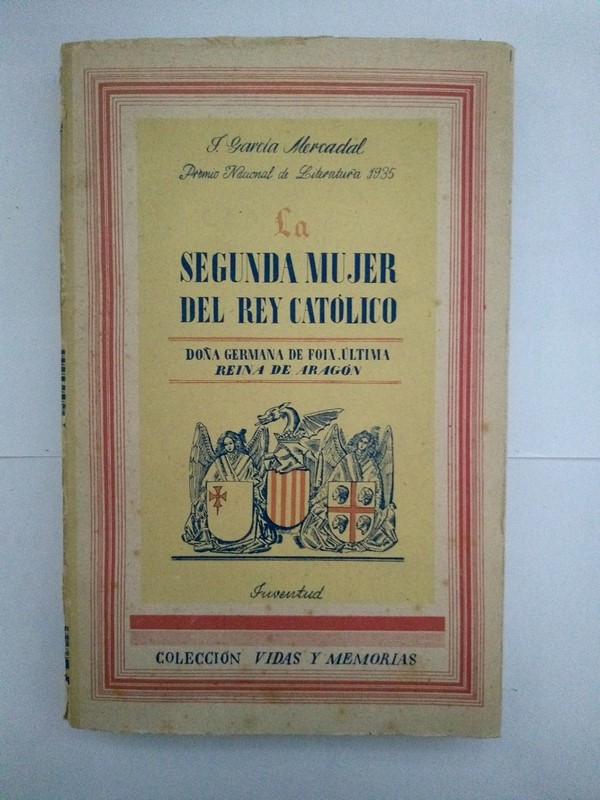 J. García Mercadal
Premio Nacional de Literatura 1935
La
SEGUNDA MUJER
DEL REY CATÓLICO
DOÑA GERMANA DE FOIX, ÚLTIMA
REINA DE ARAGÓN
Juventud
COLECCIÓN VIDAS Y MEMORIAS